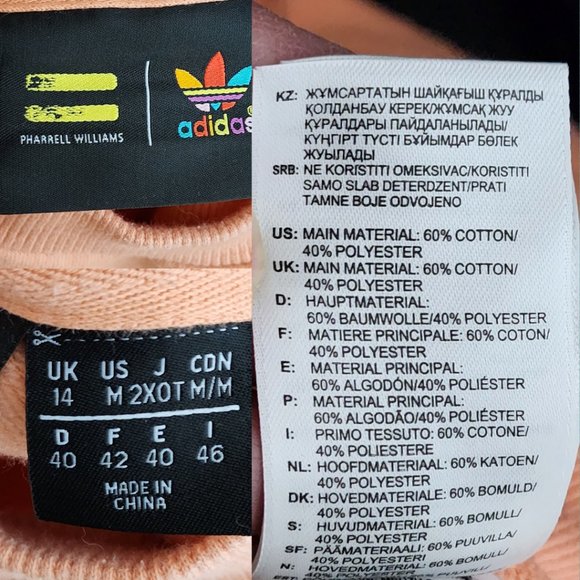 PHARRELL WILLIAMS
adidas
UK US J CDN
14 M 2XOT M/M
D F E I
40 42 40 46
MADE IN
CHINA
KZ: ЖҰМСАРТАТЫН ШАЙҚАҒЫШ ҚҰРАЛДЫ
ҚОЛДАНБАУ КЕРЕК/ЖҰМСАҚ ЖУУ
ҚҰРАЛДАРЫ ПАЙДАЛАНЫЛАДЫ/
КҮҢГІРТ ТҮСТІ БҰЙЫМДАР БӨЛЕК
ЖУЫЛАДЫ
SRB: NE KORISTITI OMEKSIVAC/KORISTITI
SAMO SLAB DETERDZENT/PRATI
TAMNE BOJE ODVOJENO
US: MAIN MATERIAL: 60% COTTON/
40% POLYESTER
UK: MAIN MATERIAL: 60% COTTON/
40% POLYESTER
D: HAUPTMATERIAL:
60% BAUMWOLLE/40% POLYESTER
F: MATIERE PRINCIPALE: 60% COTON/
40% POLYESTER
E: MATERIAL PRINCIPAL:
60% ALGODÓN/40% POLIÉSTER
P: MATERIAL PRINCIPAL:
60% ALGODÃO/40% POLIÉSTER
I: PRIMO TESSUTO: 60% COTONE/
40% POLIESTERE
NL: HOOFDMATERIAAL: 60% KATOEN/
40% POLYESTER
DK: HOVEDMATERIALE: 60% BOMULD/
40% POLYESTER
S: HUVUDMATERIAL: 60% BOMULL/
40% POLYESTER
SF: PÄÄMATERIAALI: 60% PUUVILLA/
40% POLYESTERI
N: HOVEDMATERIAL: 60% BOMULL/
40% POLYESTER